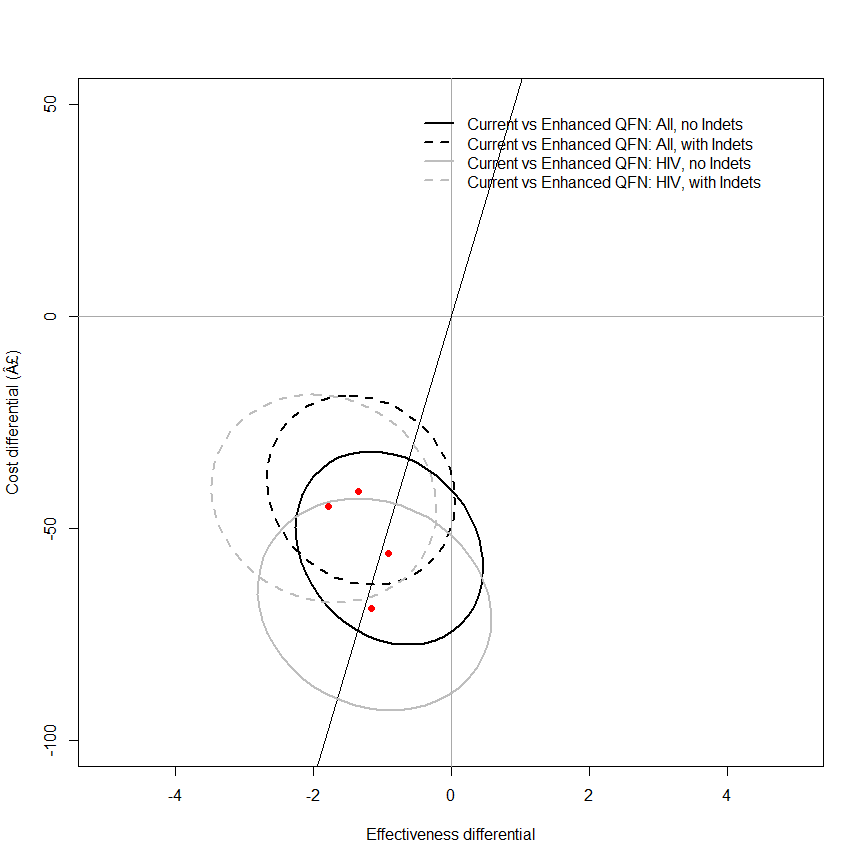 50
0
-50
-100
Cost differential (Â£)
Current vs Enhanced QFN: All, no Indets
Current vs Enhanced QFN: All, with Indets
Current vs Enhanced QFN: HIV, no Indets
Current vs Enhanced QFN: HIV, with Indets
-4
-2
0
2
4
Effectiveness differential